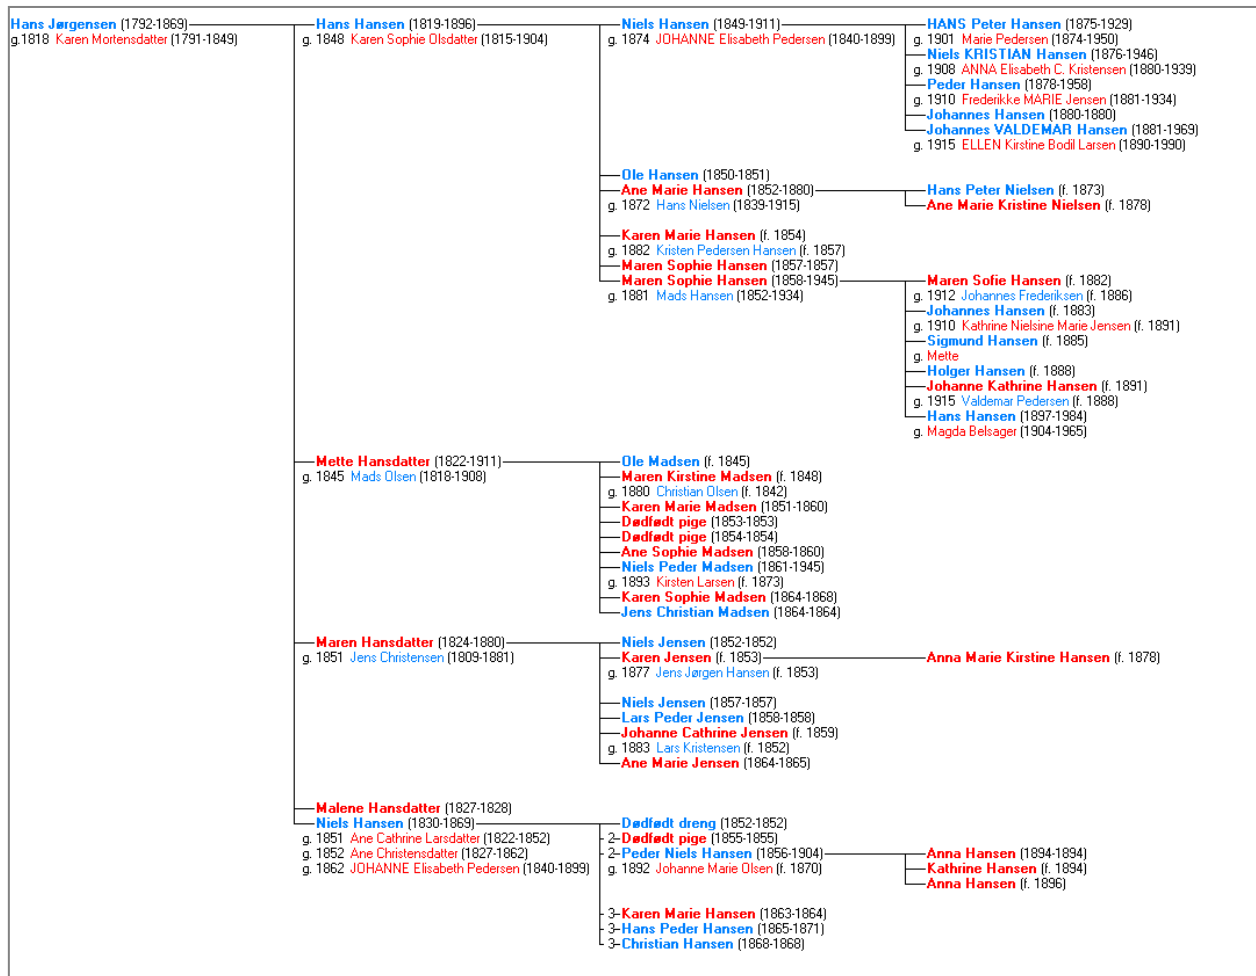 Hans Jørgensen (1792-1869) Hans Hansen (1819-1896) Niels Hansen (1849-1911) HANS Peter Hansen (1875-1929)
g.1818 Karen Mortensdatter (1791-1849) g. 1848 Karen Sophie Olsdatter (1815-1904) g. 1874 JOHANNE Elisabeth Pedersen (1840-1899) g. 1901 Marie Pedersen (1874-1950)
Niels KRISTIAN Hansen (1876-1946)
g. 1908 ANNA Elisabeth C. Kristensen (1880-1939)
Peder Hansen (1878-1958)
g. 1910 Frederikke MARIE Jensen (1881-1934)
Johannes Hansen (1880-1880)
Johannes VALDEMAR Hansen (1881-1969)
g. 1915 ELLEN Kirstine Bodil Larsen (1890-1990)
Ole Hansen (1850-1851)
Ane Marie Hansen (1852-1880) Hans Peter Nielsen (f. 1873)
g. 1872 Hans Nielsen (1839-1915) Ane Marie Kristine Nielsen (f. 1878)
Karen Marie Hansen (f. 1854)
g. 1882 Kristen Pedersen Hansen (f. 1857)
Maren Sophie Hansen (1857-1857)
Maren Sophie Hansen (1858-1945) Maren Sofie Hansen (f. 1882)
g. 1881 Mads Hansen (1852-1934) g. 1912 Johannes Frederiksen (f. 1886)
Johannes Hansen (f. 1883)
g. 1910 Kathrine Nielsine Marie Jensen (f. 1891)
Sigmund Hansen (f. 1885)
g. Mette
Holger Hansen (f. 1888)
Johanne Kathrine Hansen (f. 1891)
g. 1915 Valdemar Pedersen (f. 1888)
Hans Hansen (1897-1984)
g. Magda Belsager (1904-1965)
Mette Hansdatter (1822-1911) Ole Madsen (f. 1845)
g. 1845 Mads Olsen (1818-1908) Maren Kirstine Madsen (f. 1848)
g. 1880 Christian Olsen (f. 1842)
Karen Marie Madsen (1851-1860)
Dødfødt pige (1853-1853)
Dødfødt pige (1854-1854)
Ane Sophie Madsen (1858-1860)
Niels Peder Madsen (1861-1945)
g. 1893 Kirsten Larsen (f. 1873)
Karen Sophie Madsen (1864-1868)
Jens Christian Madsen (1864-1864)
Maren Hansdatter (1824-1880) Niels Jensen (1852-1852)
g. 1851 Jens Christensen (1809-1881) Karen Jensen (f. 1853) Anna Marie Kirstine Hansen (f. 1878)
g. 1877 Jens Jørgen Hansen (f. 1853)
Niels Jensen (1857-1857)
Lars Peder Jensen (1858-1858)
Johanne Cathrine Jensen (f. 1859)
g. 1883 Lars Kristensen (f. 1852)
Ane Marie Jensen (1864-1865)
Malene Hansdatter (1827-1828)
Niels Hansen (1830-1869) Dødfødt dreng (1852-1852)
g. 1851 Ane Cathrine Larsdatter (1822-1852) 2 Dødfødt pige (1855-1855)
g. 1852 Ane Christensdatter (1827-1862) 2 Peder Niels Hansen (1856-1904) Anna Hansen (1894-1894)
g. 1862 JOHANNE Elisabeth Pedersen (1840-1899) g. 1892 Johanne Marie Olsen (f. 1870) Kathrine Hansen (f. 1894)
Anna Hansen (f. 1896)
3 Karen Marie Hansen (1863-1864)
3 Hans Peder Hansen (1865-1871)
3 Christian Hansen (1868-1868)